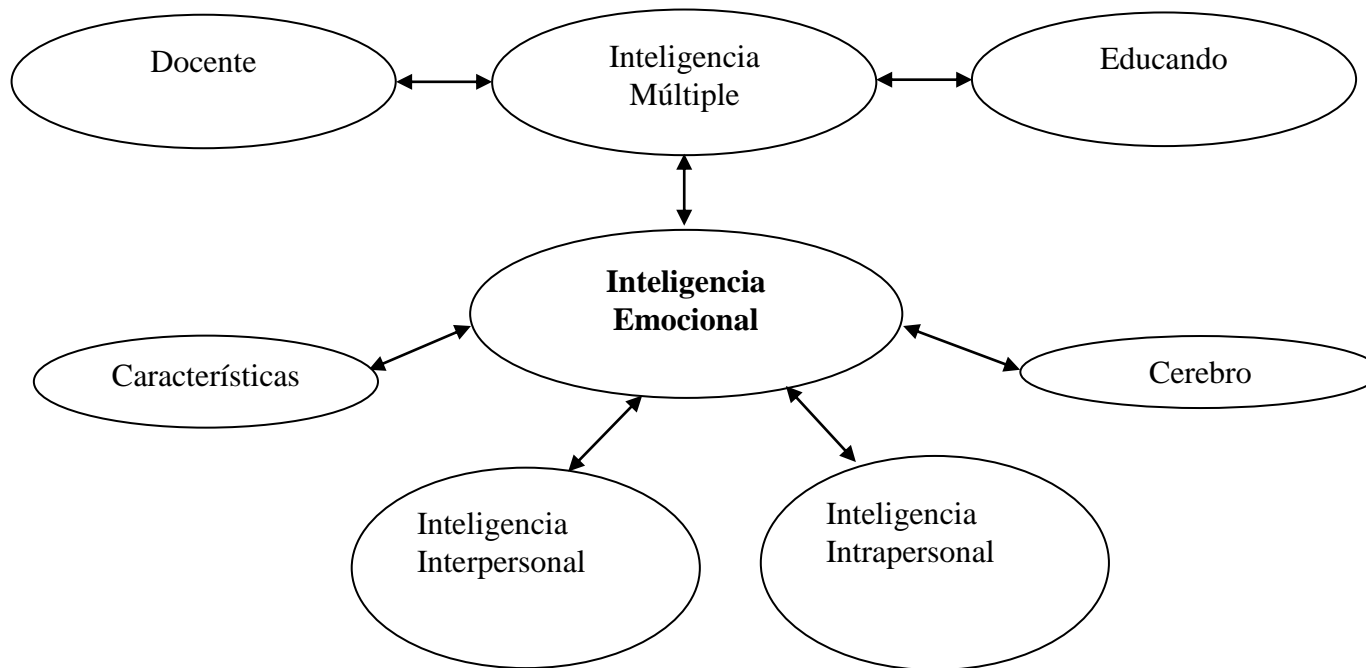 Docente
Inteligencia
Múltiple
Educando
Inteligencia
Emocional
Características
Cerebro
Inteligencia
Interpersonal
Inteligencia
Intrapersonal